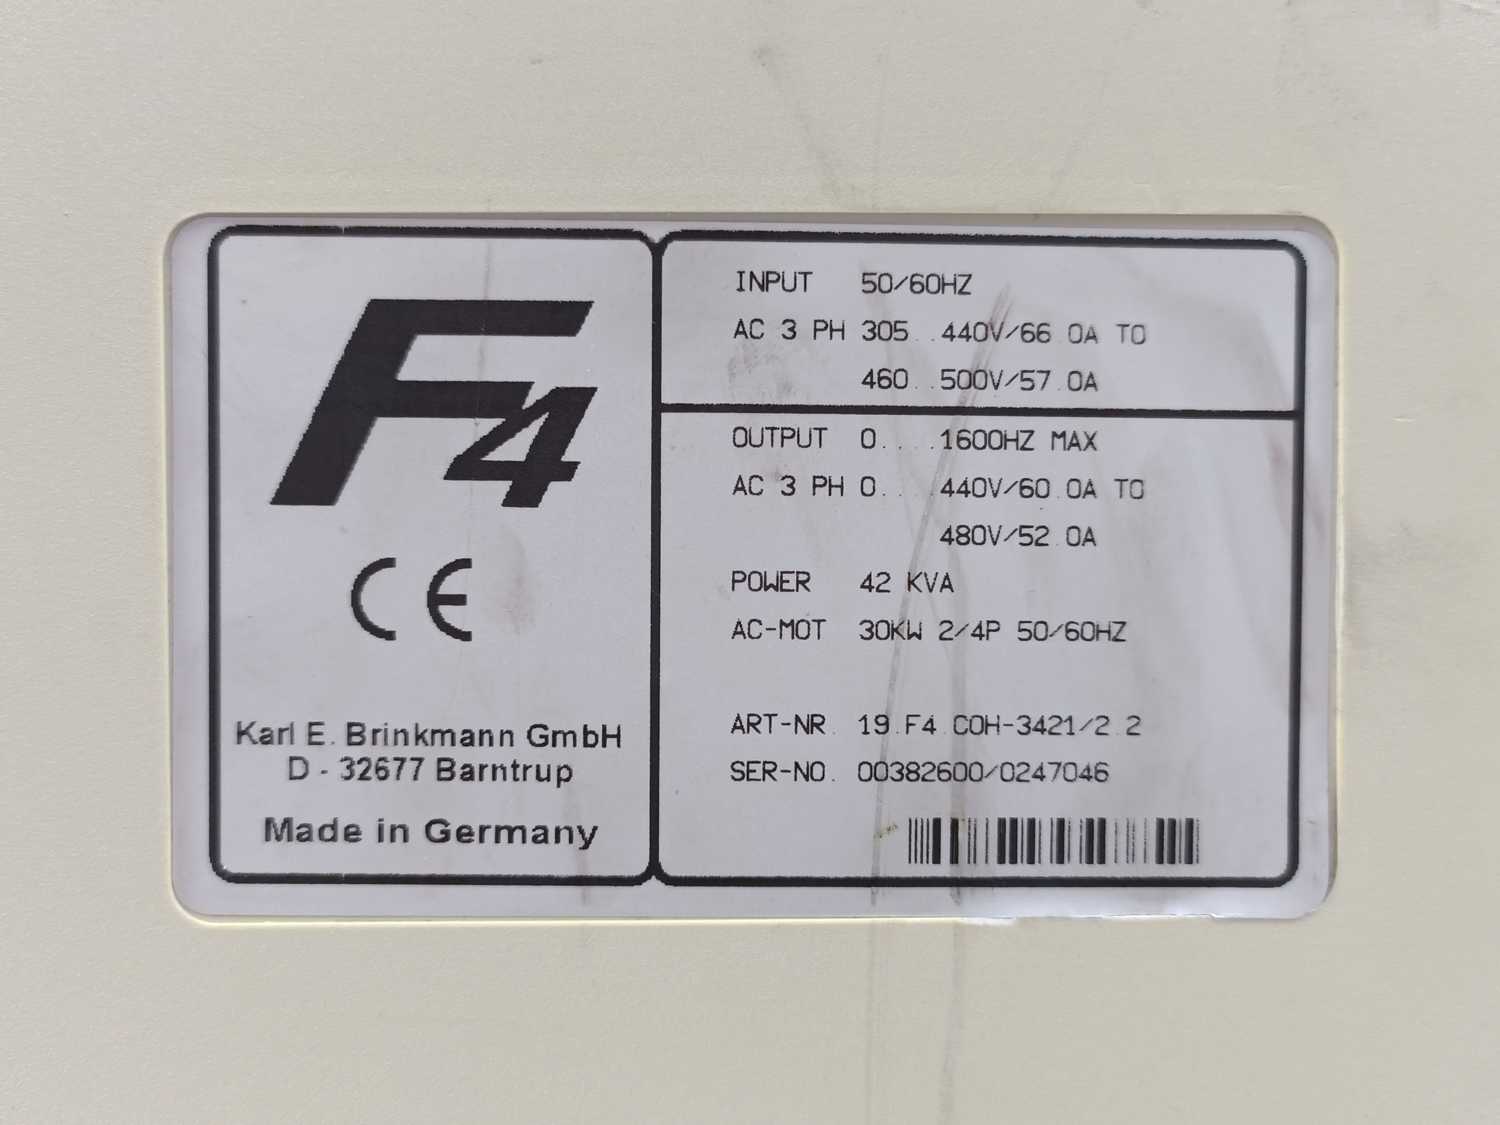 F4
CE
Karl E. Brinkmann GmbH
D - 32677 Barntrup
Made in Germany
INPUT 50/60HZ
AC 3 PH 305..440V/66.0A TO
460..500V/57.0A
OUTPUT 0....1600HZ MAX
AC 3 PH 0....440V/60.0A TO
480V/52.0A
POWER 42 KVA
AC-MOT 30KW 2/4P 50/60HZ
ART-NR. 19.F4.COH-3421/2.2
SER-NO. 00382600/0247046